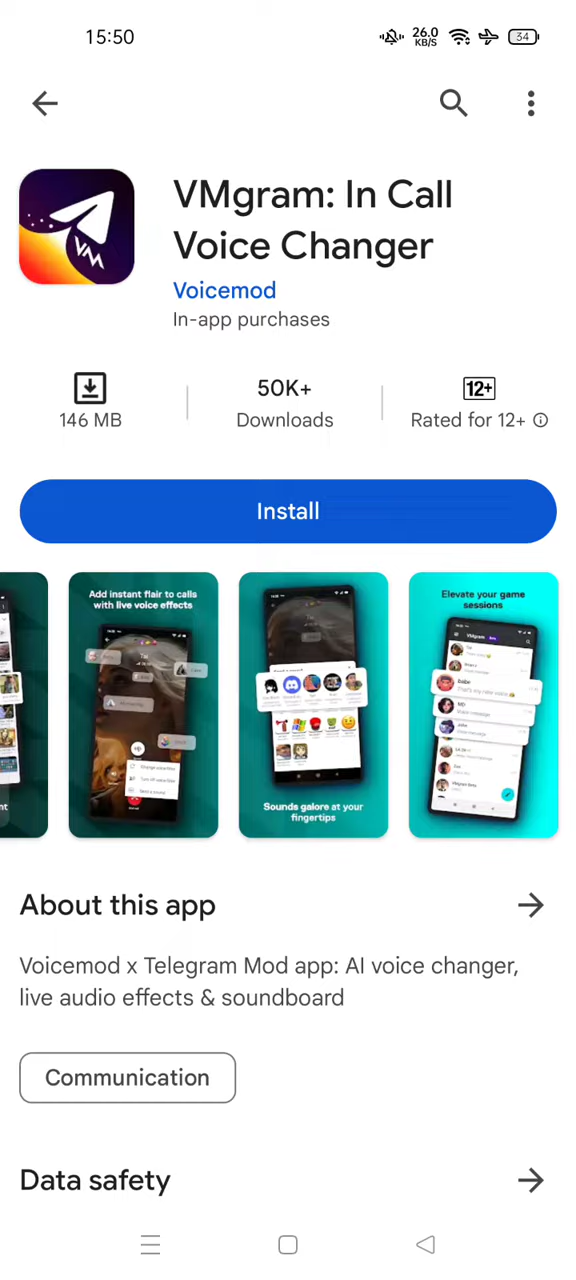 15:50
26.0
KB/S
34
VMgram: In Call
Voice Changer
Voicemod
In-app purchases
146 MB
50K+
Downloads
12+
Rated for 12+
Install
Add instant flair to calls
with live voice effects
Sounds galore at your
fingertips
Elevate your game
sessions
About this app
Voicemod x Telegram Mod app: AI voice changer,
live audio effects & soundboard
Communication
Data safety